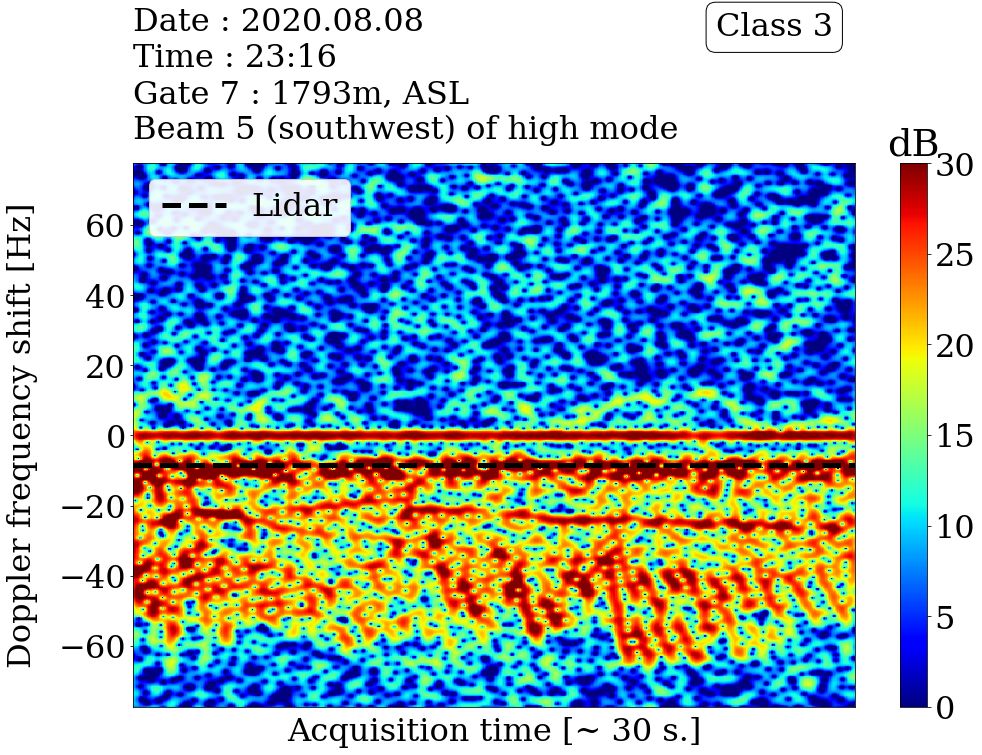 Date : 2020.08.08
Time : 23:16
Gate 7 : 1793m, ASL
Beam 5 (southwest) of high mode
Class 3
dB
Lidar
Doppler frequency shift [Hz]
60
40
20
0
−20
−40
−60
Acquisition time [~ 30 s.]
30
25
20
15
10
5
0